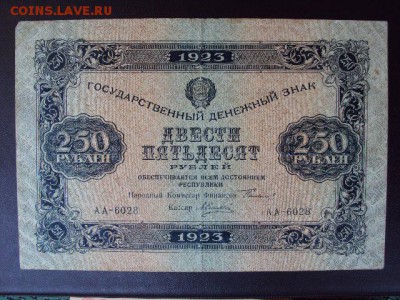 COINS.LAVE.RU
1923
ГОСУДАРСТВЕННЫЙ ДЕНЕЖНЫЙ ЗНАК
250
РУБЛЕЙ
ДВЕСТИ
ПЯТЬДЕСЯТ
РУБЛЕЙ
250
РУБЛЕЙ
ОБЕСПЕЧИВАЕТСЯ ВСЕМ ДОСТОЯНИЕМ
РЕСПУБЛИКИ
Народный Комиссар Финансов
Кассир
АА-6028
АА-6028
1923